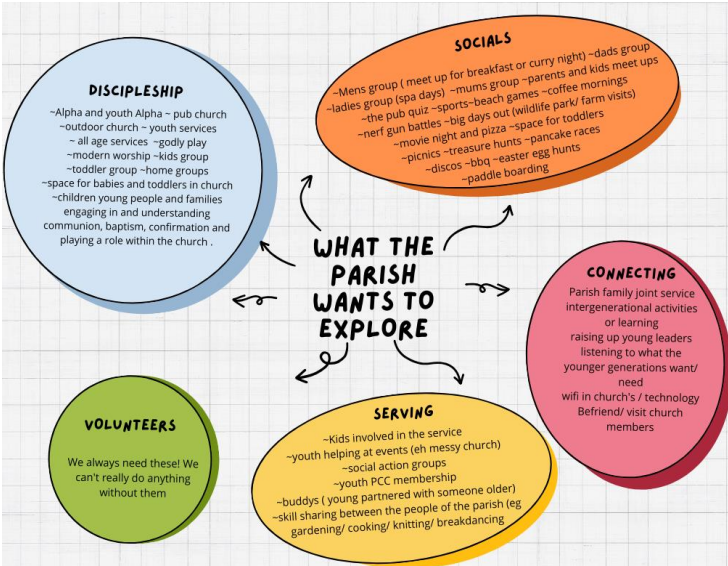 DISCIPLESHIP
~Alpha and youth Alpha ~ pub church
~outdoor church ~ youth services
~ all age services ~godly play
~modern worship ~kids group
~toddler group ~home groups
~space for babies and toddlers in church
~children young people and families
engaging in and understanding
communion, baptism, confirmation and
playing a role within the church .
SOCIALS
~Mens group ( meet up for breakfast or curry night) ~dads group
~ladies group (spa days) ~mums group ~parents and kids meet ups
~the pub quiz ~sports~beach games ~coffee mornings
~nerf gun battles ~big days out (wildlife park/ farm visits)
~movie night and pizza ~space for toddlers
~picnics ~treasure hunts ~pancake races
~discos ~bbq ~easter egg hunts
~paddle boarding
WHAT THE
PARISH
WANTS TO
EXPLORE
CONNECTING
Parish family joint service
intergenerational activities
or learning
raising up young leaders
listening to what the
younger generations want/
need
wifi in church's / technology
Befriend/ visit church
members
VOLUNTEERS
We always need these! We
can't really do anything
without them
SERVING
~Kids involved in the service
~youth helping at events (eh messy church)
~social action groups
~youth PCC membership
~buddys ( young partnered with someone older)
~skill sharing between the people of the parish (eg
gardening/ cooking/ knitting/ breakdancing